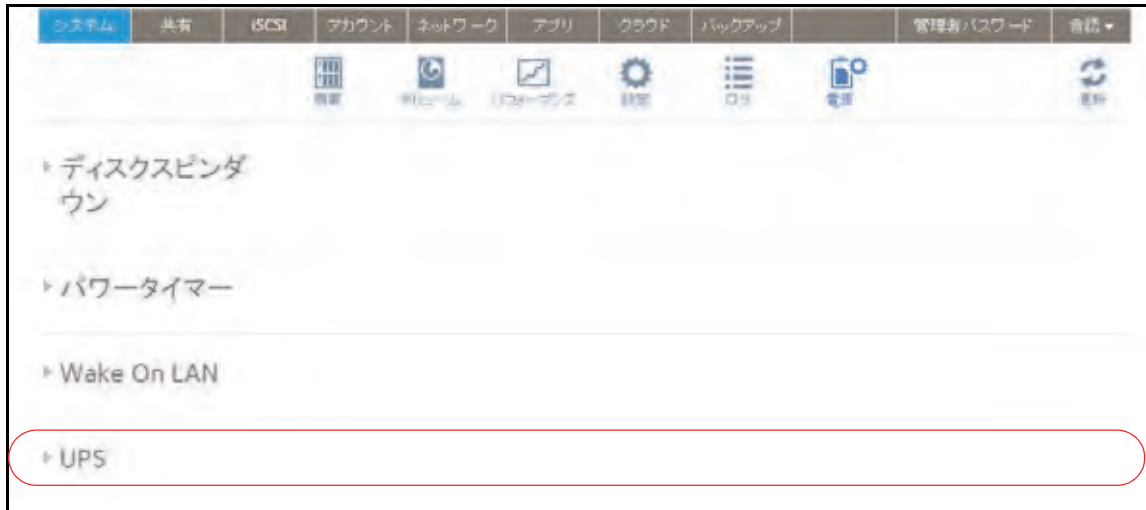 システム 共有 iSCSI アカウント ネットワーク アプリ クラウド バックアップ 管理者パスワード 言語
概要 ボリューム パフォーマンス 設定 ログ 電源 更新
ディスクスピンダ
ウン
パワータイマー
Wake On LAN
UPS